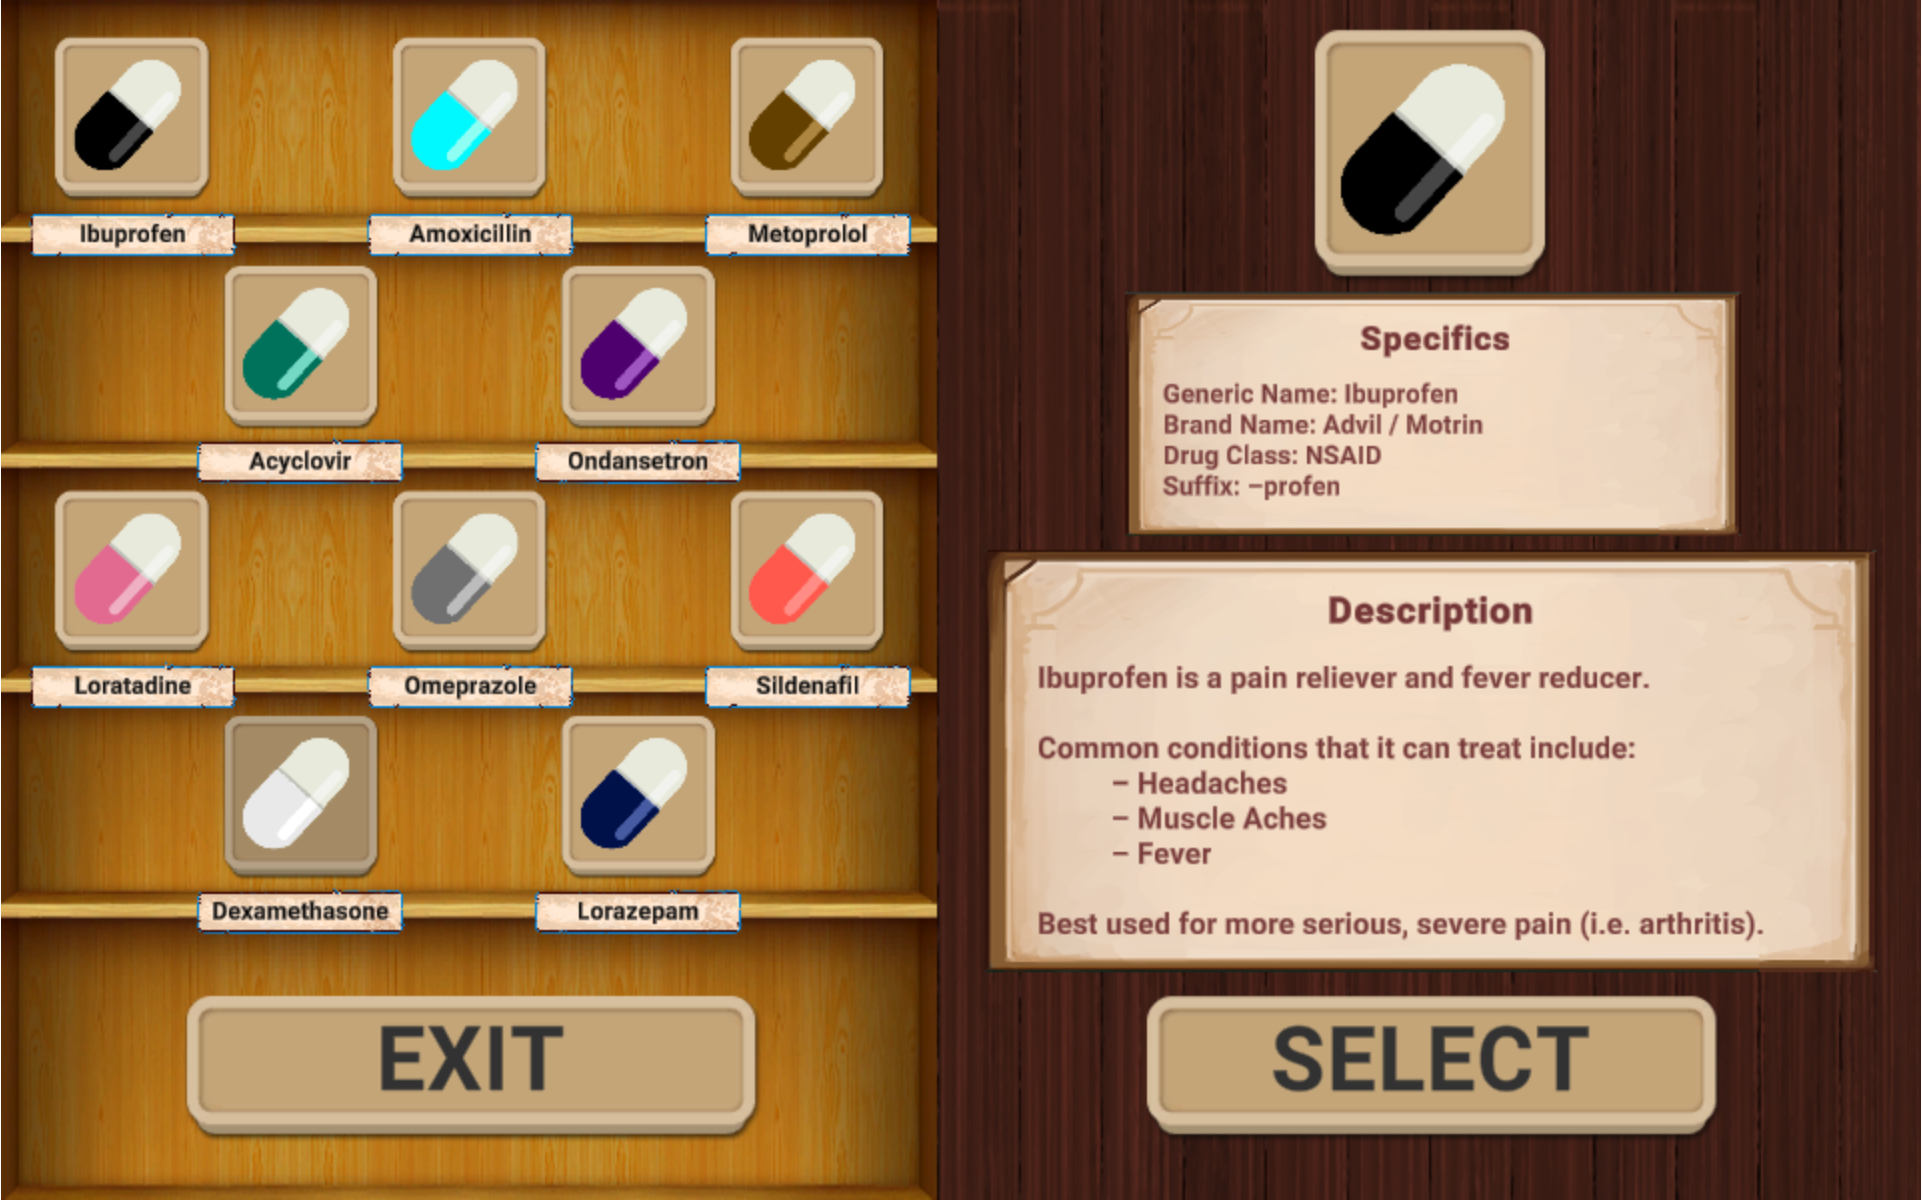 Ibuprofen
Amoxicillin
Metoprolol
Acyclovir
Ondansetron
Loratadine
Omeprazole
Sildenafil
Dexamethasone
Lorazepam
EXIT
Specifics
Generic Name: Ibuprofen
Brand Name: Advil / Motrin
Drug Class: NSAID
Suffix: –profen
Description
Ibuprofen is a pain reliever and fever reducer.
Common conditions that it can treat include:
– Headaches
– Muscle Aches
– Fever
Best used for more serious, severe pain (i.e. arthritis).
SELECT